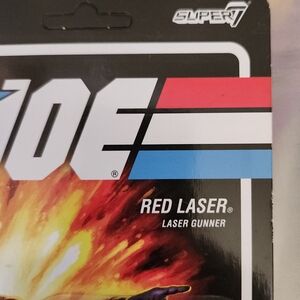 SUPER7
JOE®
RED LASER®
LASER GUNNER